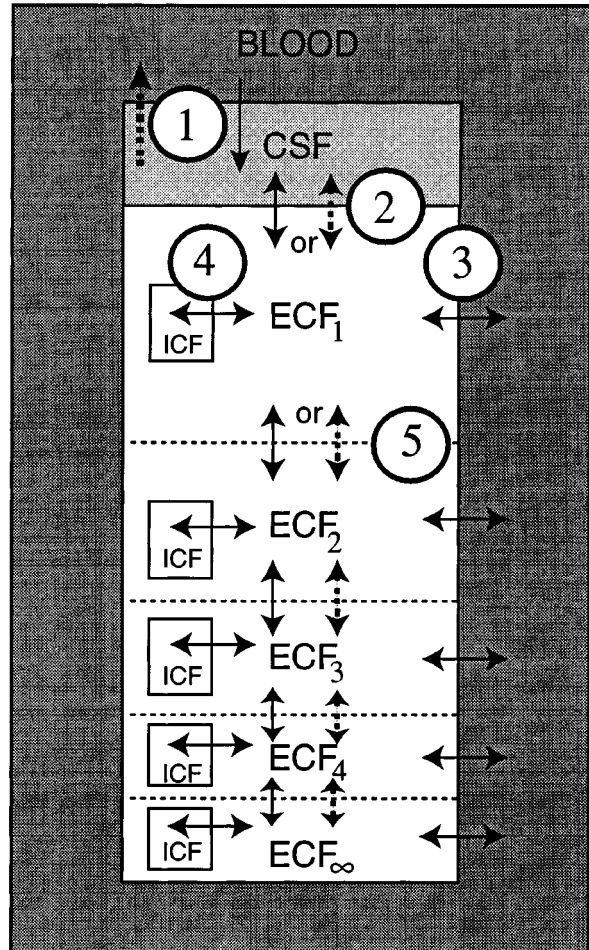 BLOOD
1
CSF
2
or
4
3
ICF
ECF1
or
5
ICF
ECF2
ICF
ECF3
ICF
ECF4
ICF
ECF∞